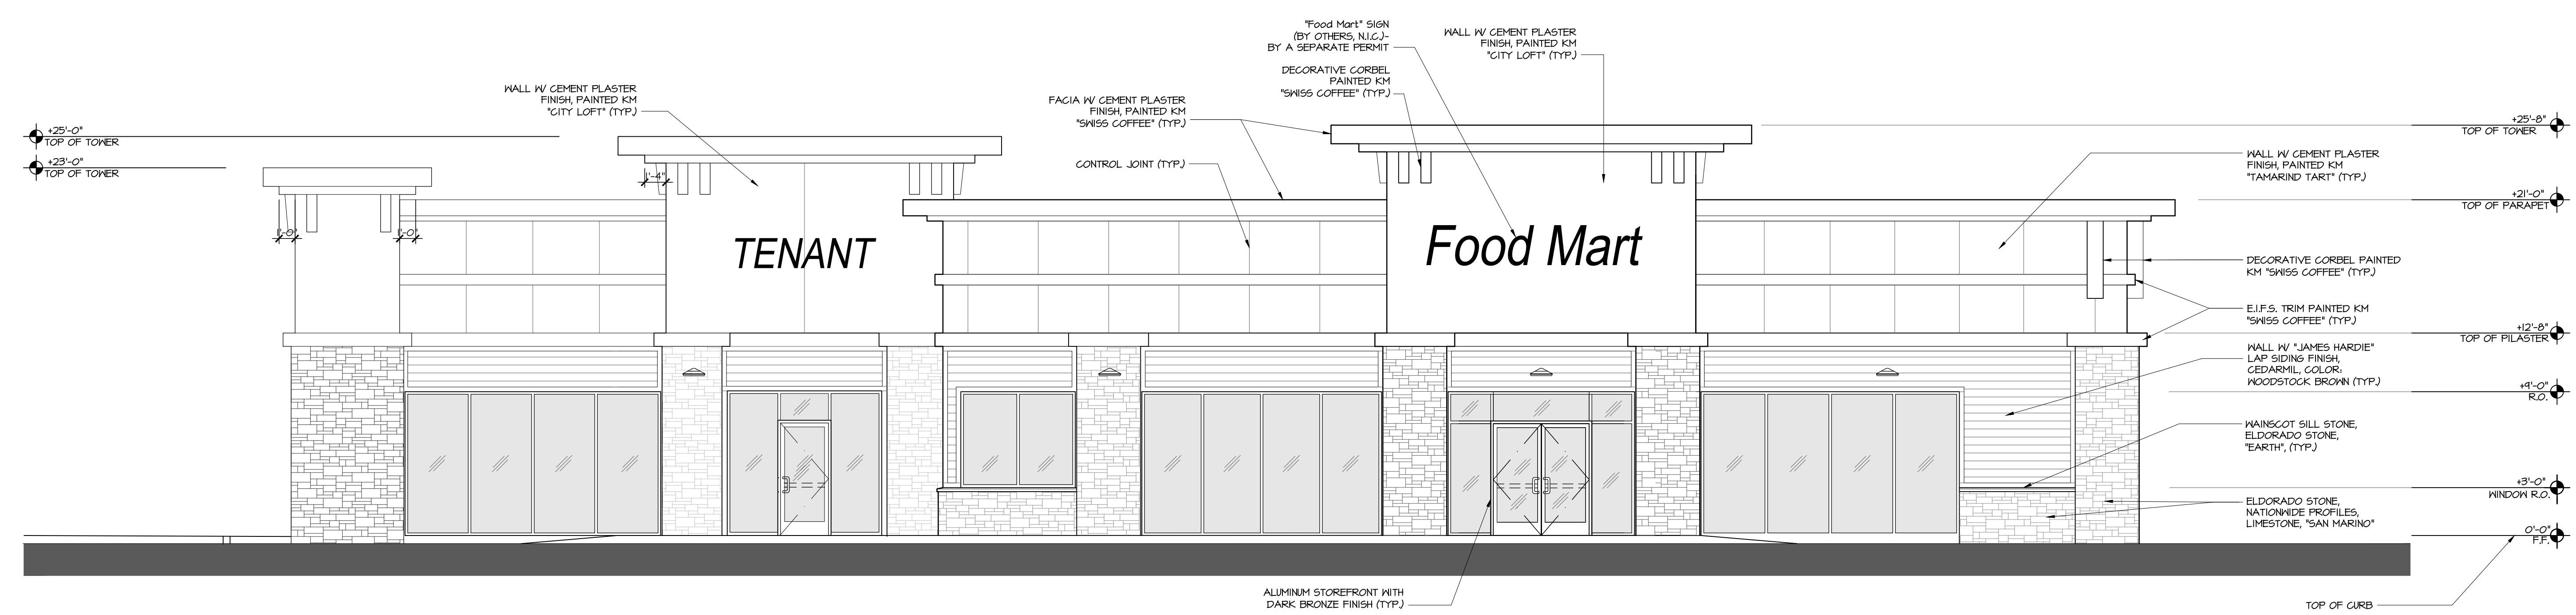 "Food Mart" SIGN
(BY OTHERS, N.I.C.)-
BY A SEPARATE PERMIT
WALL W/ CEMENT PLASTER
FINISH, PAINTED KM
"CITY LOFT" (TYP.)
DECORATIVE CORBEL
PAINTED KM
"SWISS COFFEE" (TYP.)
WALL W/ CEMENT PLASTER
FINISH, PAINTED KM
"CITY LOFT" (TYP.)
FACIA W/ CEMENT PLASTER
FINISH, PAINTED KM
"SWISS COFFEE" (TYP.)
CONTROL JOINT (TYP.)
+25'-0"
TOP OF TOWER
+23'-0"
TOP OF TOWER
1'-4"
1'-0"
1'-0"
TENANT
Food Mart
+25'-8"
TOP OF TOWER
WALL W/ CEMENT PLASTER
FINISH, PAINTED KM
"TAMARIND TART" (TYP.)
+21'-0"
TOP OF PARAPET
DECORATIVE CORBEL PAINTED
KM "SWISS COFFEE" (TYP.)
E.I.F.S. TRIM PAINTED KM
"SWISS COFFEE" (TYP.)
+12'-8"
TOP OF PILASTER
WALL W/ "JAMES HARDIE"
LAP SIDING FINISH,
CEDARMIL, COLOR:
WOODSTOCK BROWN (TYP.)
+9'-0"
R.O.
WAINSCOT SILL STONE,
ELDORADO STONE,
"EARTH", (TYP.)
+3'-0"
WINDOW R.O.
ELDORADO STONE,
NATIONWIDE PROFILES,
LIMESTONE, "SAN MARINO"
0'-0"
F.F.
ALUMINUM STOREFRONT WITH
DARK BRONZE FINISH (TYP.)
TOP OF CURB